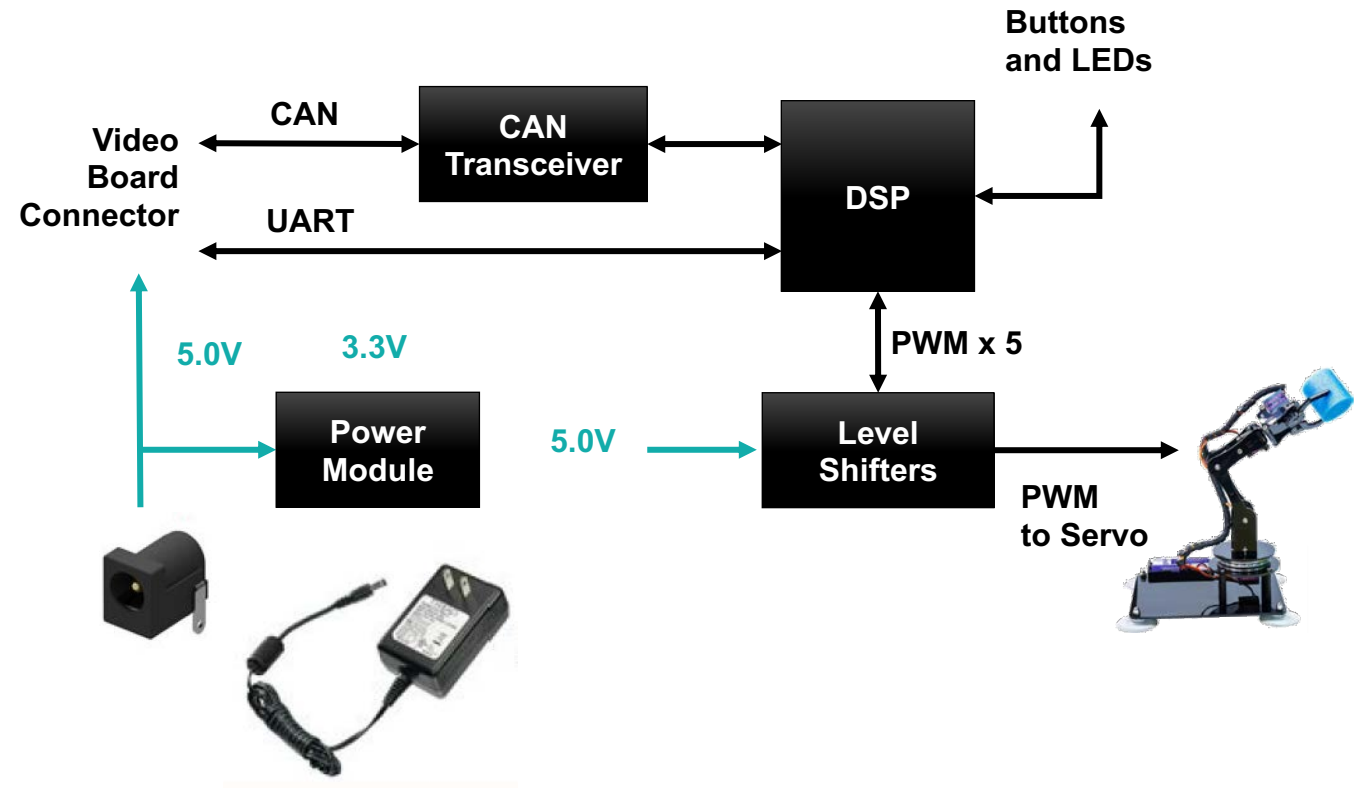 Buttons
and LEDs
CAN
Video
Board
Connector
CAN
Transceiver
DSP
UART
5.0V
3.3V
PWM x 5
Power
Module
5.0V
Level
Shifters
PWM
to Servo